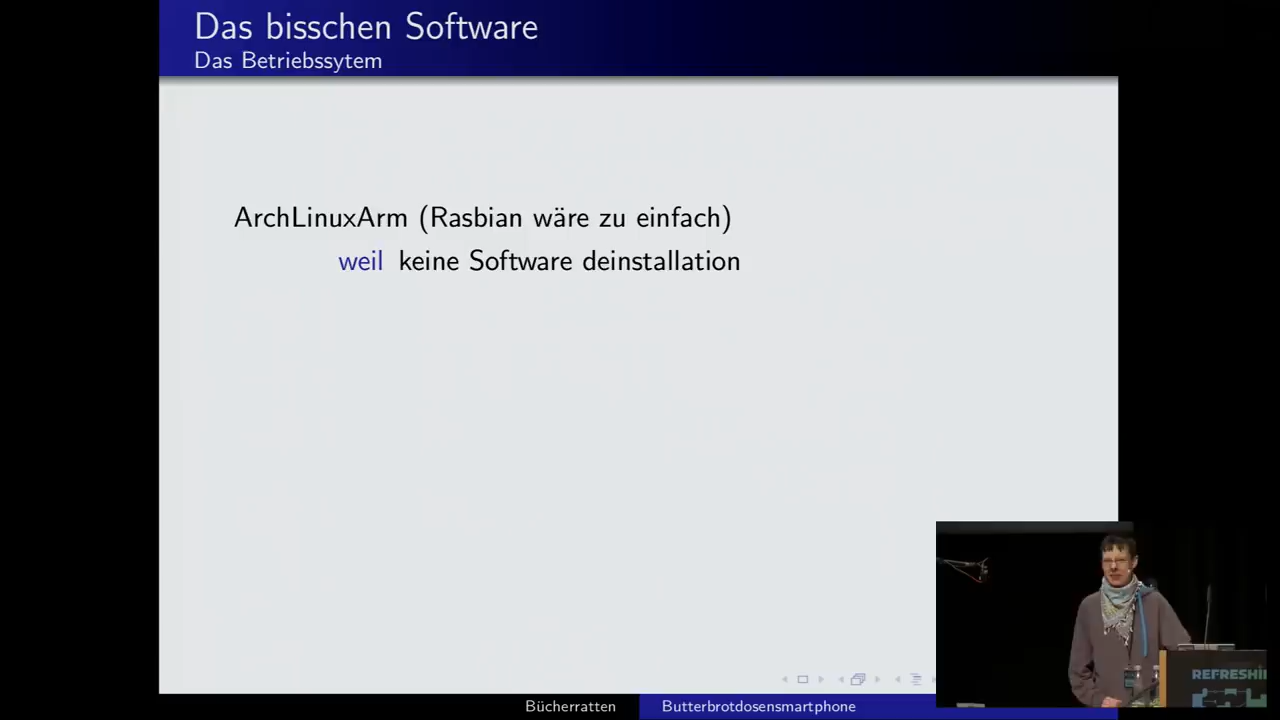 Das bisschen Software
Das Betriebssytem
ArchLinuxArm (Rasbian wäre zu einfach)
weil keine Software deinstallation
Bücherratten
Butterbrotdosensmartphone